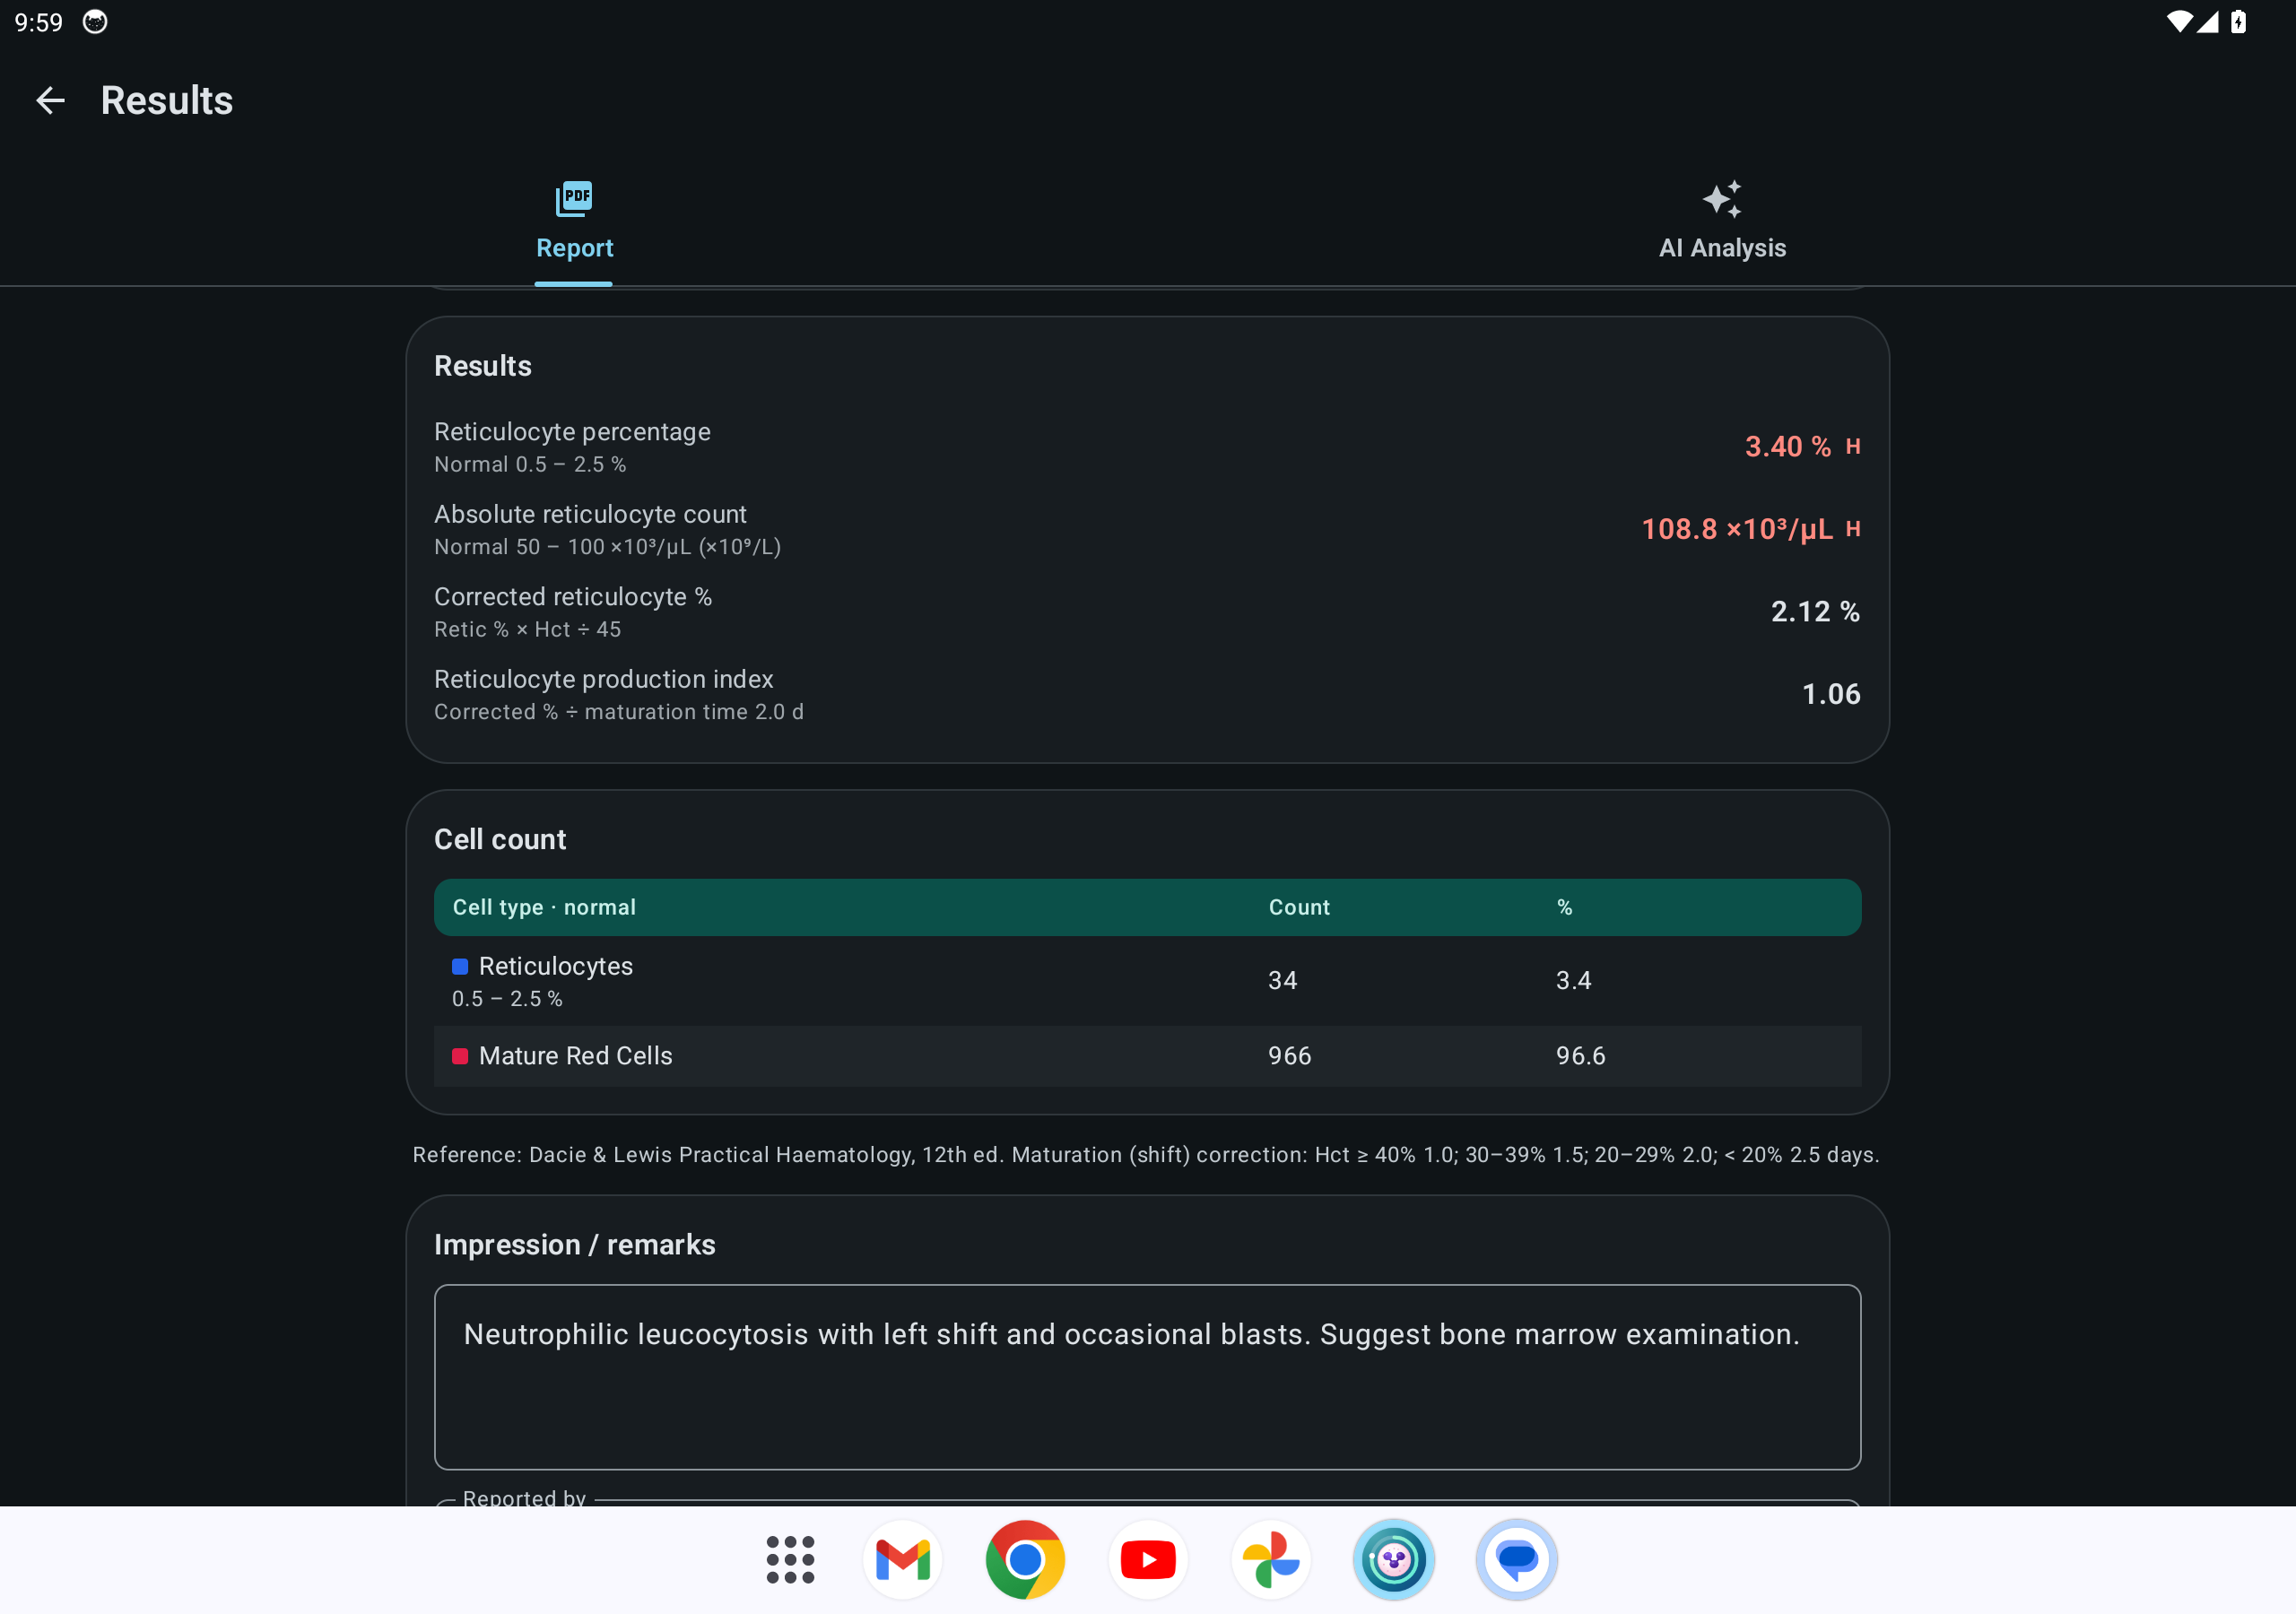 9:59
Results
Report
AI Analysis
Results
Reticulocyte percentage
Normal 0.5 – 2.5 %
3.40 % H
Absolute reticulocyte count
Normal 50 – 100 ×10³/µL (×10⁹/L)
108.8 ×10³/µL H
Corrected reticulocyte %
Retic % × Hct ÷ 45
2.12 %
Reticulocyte production index
Corrected % ÷ maturation time 2.0 d
1.06
Cell count
Cell type · normal Count %
Reticulocytes 34 3.4
0.5 – 2.5 %
Mature Red Cells 966 96.6
Reference: Dacie & Lewis Practical Haematology, 12th ed. Maturation (shift) correction: Hct ≥ 40% 1.0; 30–39% 1.5; 20–29% 2.0; < 20% 2.5 days.
Impression / remarks
Neutrophilic leucocytosis with left shift and occasional blasts. Suggest bone marrow examination.
Reported by